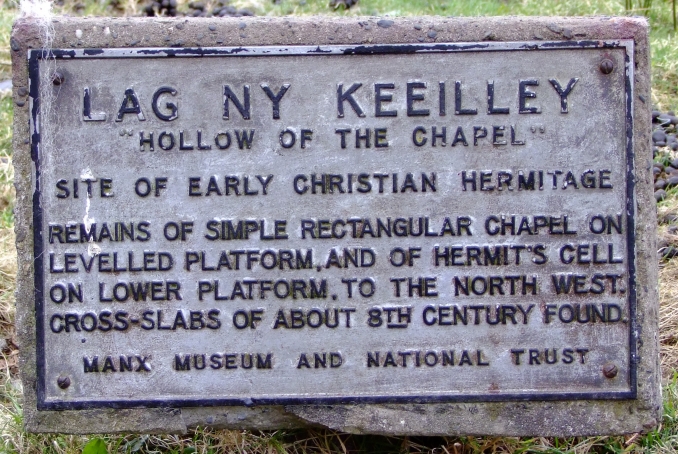 LAG NY KEEILLEY
"HOLLOW OF THE CHAPEL"
SITE OF EARLY CHRISTIAN HERMITAGE
REMAINS OF SIMPLE RECTANGULAR CHAPEL ON
LEVELLED PLATFORM, AND OF HERMIT'S CELL
ON LOWER PLATFORM, TO THE NORTH WEST.
CROSS-SLABS OF ABOUT 8TH CENTURY FOUND.
MANX MUSEUM AND NATIONAL TRUST